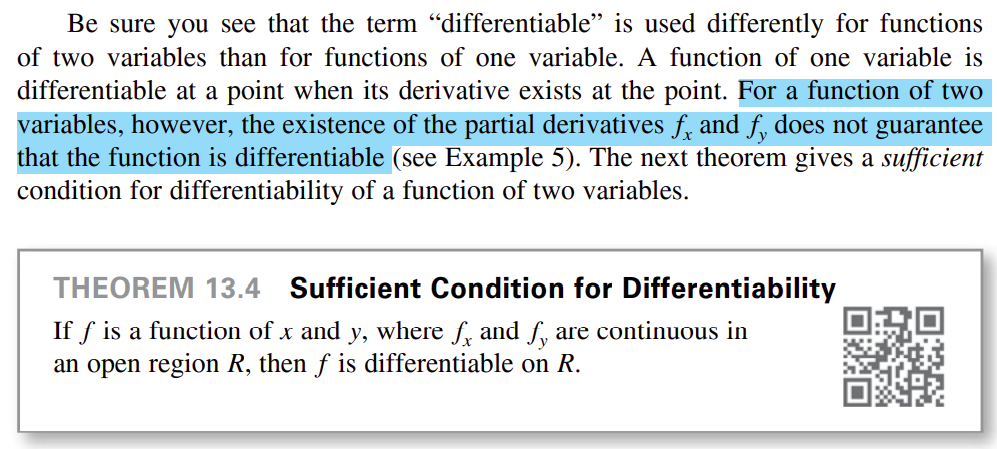 Be sure you see that the term “differentiable” is used differently for functions
of two variables than for functions of one variable. A function of one variable is
differentiable at a point when its derivative exists at the point. For a function of two
variables, however, the existence of the partial derivatives fx and fy does not guarantee
that the function is differentiable (see Example 5). The next theorem gives a sufficient
condition for differentiability of a function of two variables.
THEOREM 13.4 Sufficient Condition for Differentiability
If f is a function of x and y, where fx and fy are continuous in
an open region R, then f is differentiable on R.